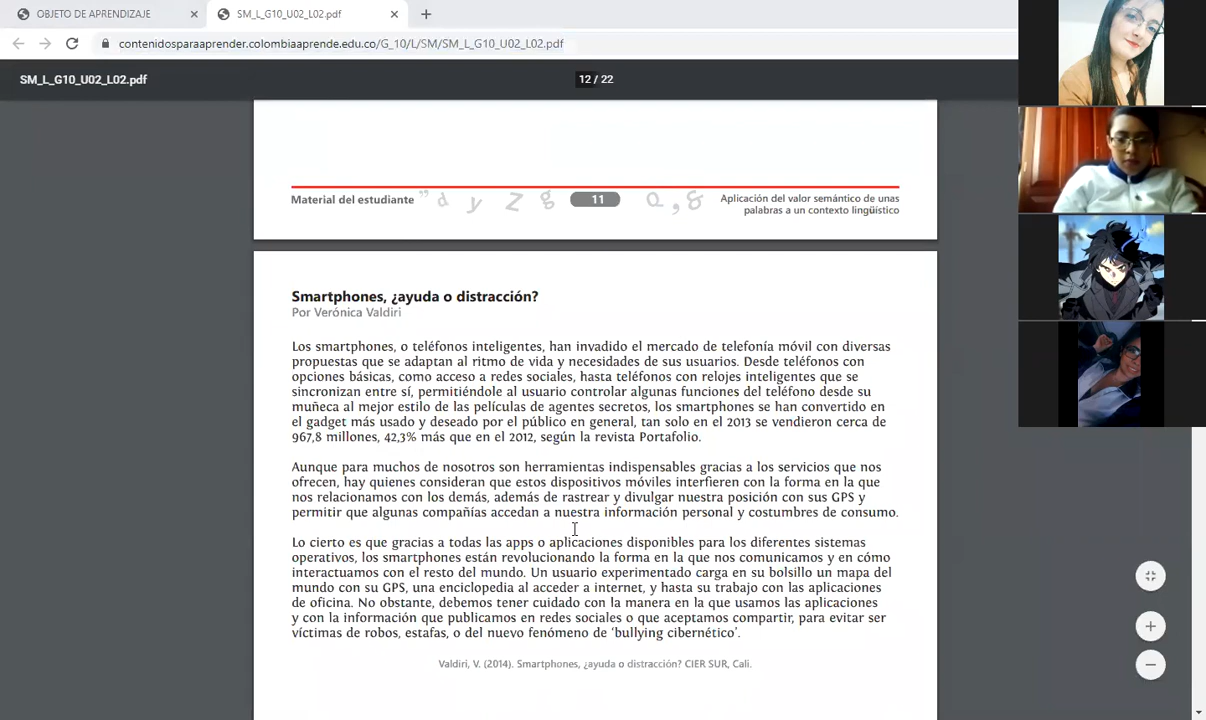 OBJETO DE APRENDIZAJE
SM_L_G10_U02_L02.pdf
contenidosparaaprender.colombiaaprende.edu.co/G_10/L/SM/SM_L_G10_U02_L02.pdf
SM_L_G10_U02_L02.pdf
12 / 22
Material del estudiante
” d y Z g
11
a , g
Aplicación del valor semántico de unas
palabras a un contexto lingüístico
Smartphones, ¿ayuda o distracción?
Por Verónica Valdiri
Los smartphones, o teléfonos inteligentes, han invadido el mercado de telefonía móvil con diversas
propuestas que se adaptan al ritmo de vida y necesidades de sus usuarios. Desde teléfonos con
opciones básicas, como acceso a redes sociales, hasta teléfonos con relojes inteligentes que se
sincronizan entre sí, permitiéndole al usuario controlar algunas funciones del teléfono desde su
muñeca al mejor estilo de las películas de agentes secretos, los smartphones se han convertido en
el gadget más usado y deseado por el público en general, tan solo en el 2013 se vendieron cerca de
967,8 millones, 42,3% más que en el 2012, según la revista Portafolio.
Aunque para muchos de nosotros son herramientas indispensables gracias a los servicios que nos
ofrecen, hay quienes consideran que estos dispositivos móviles interfieren con la forma en la que
nos relacionamos con los demás, además de rastrear y divulgar nuestra posición con sus GPS y
permitir que algunas compañías accedan a nuestra información personal y costumbres de consumo.
Lo cierto es que gracias a todas las apps o aplicaciones disponibles para los diferentes sistemas
operativos, los smartphones están revolucionando la forma en la que nos comunicamos y en cómo
interactuamos con el resto del mundo. Un usuario experimentado carga en su bolsillo un mapa del
mundo con su GPS, una enciclopedia al acceder a internet, y hasta su trabajo con las aplicaciones
de oficina. No obstante, debemos tener cuidado con la manera en la que usamos las aplicaciones
y con la información que publicamos en redes sociales o que aceptamos compartir, para evitar ser
víctimas de robos, estafas, o del nuevo fenómeno de ‘bullying cibernético’.
Valdiri, V. (2014). Smartphones, ¿ayuda o distracción? CIER SUR, Cali.